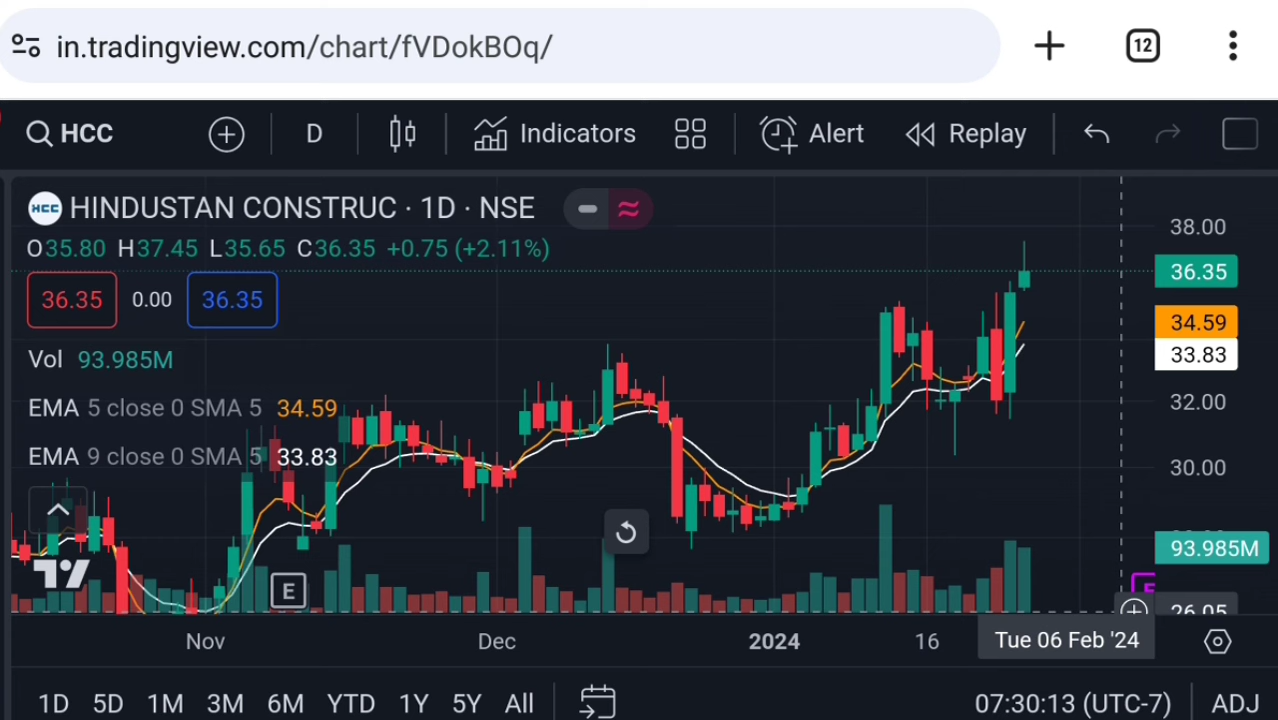 in.tradingview.com/chart/fVDokBOq/
12
HCC
D
Indicators
Alert
Replay
HCC HINDUSTAN CONSTRUC · 1D · NSE
O35.80 H37.45 L35.65 C36.35 +0.75 (+2.11%)
36.35 0.00 36.35
Vol 93.985M
EMA 5 close 0 SMA 5 34.59
EMA 9 close 0 SMA 5 33.83
38.00
36.35
34.59
33.83
32.00
30.00
93.985M
26.05
E
E
Nov Dec 2024 16 Tue 06 Feb '24
1D 5D 1M 3M 6M YTD 1Y 5Y All 07:30:13 (UTC-7) ADJ